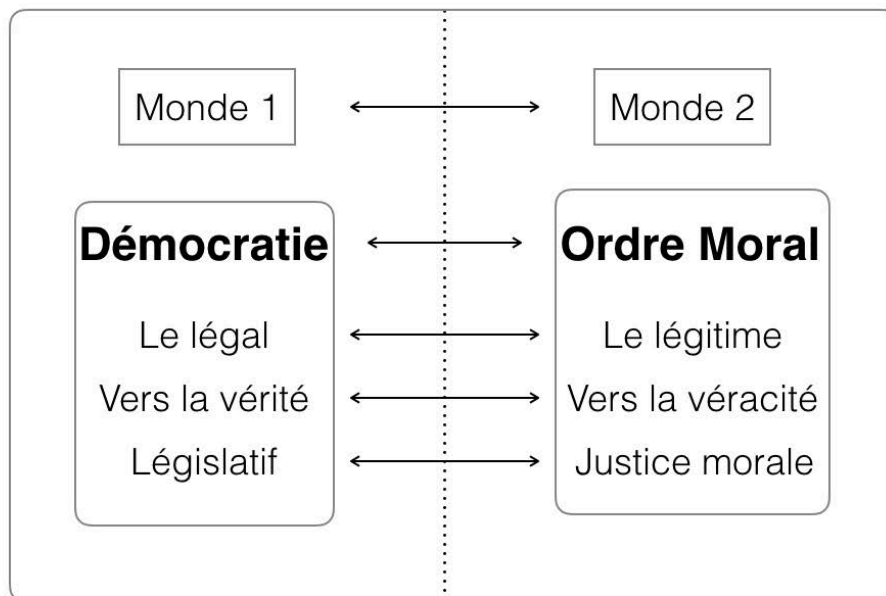 Monde 1
Monde 2
Démocratie
Ordre Moral
Le légal
Le légitime
Vers la vérité
Vers la véracité
Législatif
Justice morale